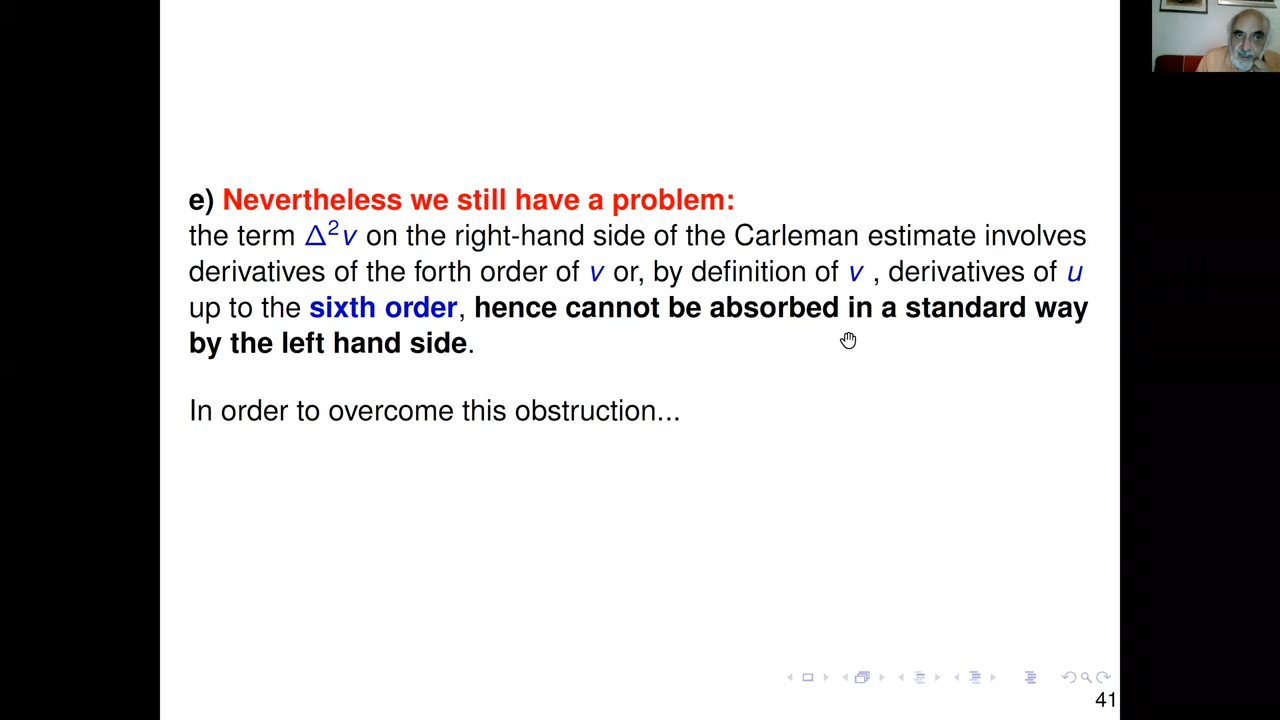 e) Nevertheless we still have a problem:
the term Δ²v on the right-hand side of the Carleman estimate involves
derivatives of the forth order of v or, by definition of v , derivatives of u
up to the sixth order, hence cannot be absorbed in a standard way
by the left hand side.
In order to overcome this obstruction...
41